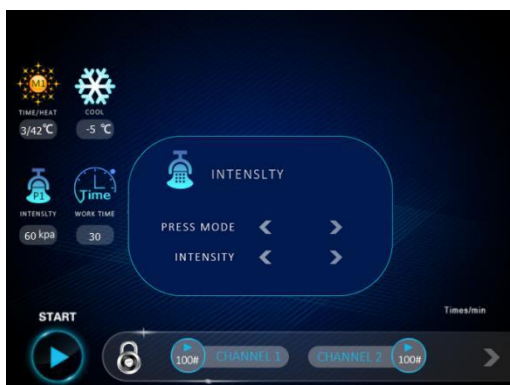 M1
TIME/HEAT
COOL
3/42℃
-5 ℃
P1
Time
INTENSLTY
WORK TIME
60 kpa
30
INTENSLTY
PRESS MODE
INTENSITY
START
Times/min
100#
CHANNEL 1
CHANNEL 2
100#